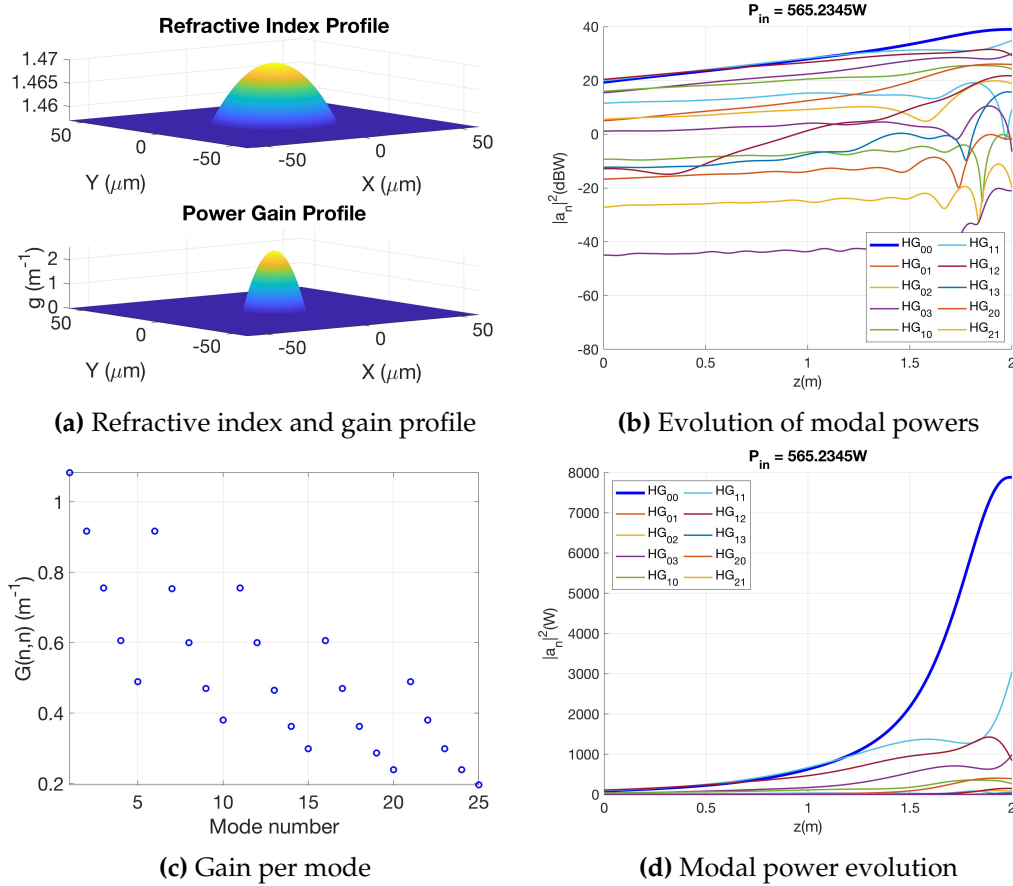 Refractive Index Profile
1.47
1.465
1.46
50
0
-50
-50
0
50
Y (μm)
X (μm)
Power Gain Profile
g (m⁻¹)
2
1
0
50
0
-50
-50
0
50
Y (μm)
X (μm)
(a) Refractive index and gain profile
P_in = 565.2345W
|a_n|²(dBW)
40
20
0
-20
-40
-60
-80
HG₀₀ HG₁₁
HG₀₁ HG₁₂
HG₀₂ HG₁₃
HG₀₃ HG₂₀
HG₁₀ HG₂₁
0 0.5 1 1.5 2
z(m)
(b) Evolution of modal powers
G(n,n) (m⁻¹)
1
0.8
0.6
0.4
0.2
5 10 15 20 25
Mode number
(c) Gain per mode
P_in = 565.2345W
|a_n|²(W)
8000
7000
6000
5000
4000
3000
2000
1000
0
HG₀₀ HG₁₁
HG₀₁ HG₁₂
HG₀₂ HG₁₃
HG₀₃ HG₂₀
HG₁₀ HG₂₁
0 0.5 1 1.5 2
z(m)
(d) Modal power evolution